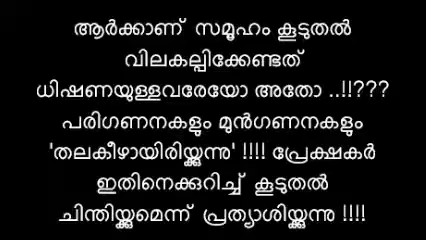 ആർക്കാണ് സമൂഹം കൂടുതൽ
വിലകല്പിക്കേണ്ടത്
ധിഷണയുള്ളവരേയോ അതോ ..!!???
പരിഗണനകളും മുൻഗണനകളും
'തലകീഴായിരിയ്ക്കുന്നു' !!!! പ്രേക്ഷകർ
ഇതിനെക്കുറിച്ച് കൂടുതൽ
ചിന്തിയ്ക്കുമെന്ന് പ്രത്യാശിയ്ക്കുന്നു !!!!